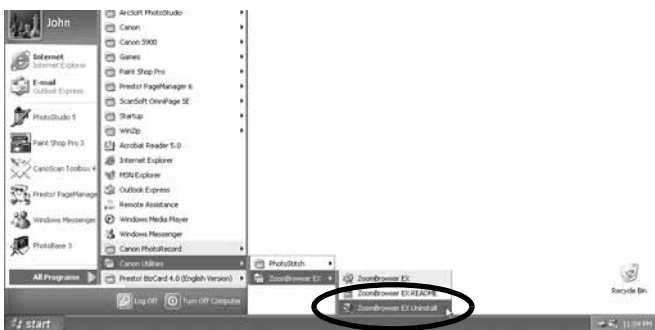 John
Internet
Internet Explorer
E-mail
Outlook Express
PhotoStudio 5
Paint Shop Pro 3
CanoScan Toolbox 4
Presto! PageManage
Windows Messenger
PhotoBase 3
All Programs
ArcSoft PhotoStudio
Canon
Canon S900
Games
Paint Shop Pro
Presto! PageManager 6
ScanSoft OmniPage SE
Startup
WinZip
Acrobat Reader 5.0
Internet Explorer
MSN Explorer
Outlook Express
Remote Assistance
Windows Media Player
Windows Messenger
Canon PhotoRecord
Canon Utilities
Presto! BizCard 4.0 (English Version)
PhotoStitch
ZoomBrowser EX
ZoomBrowser EX
ZoomBrowser EX README
ZoomBrowser EX Uninstall
Log Off
Turn Off Computer
Recycle Bin
start